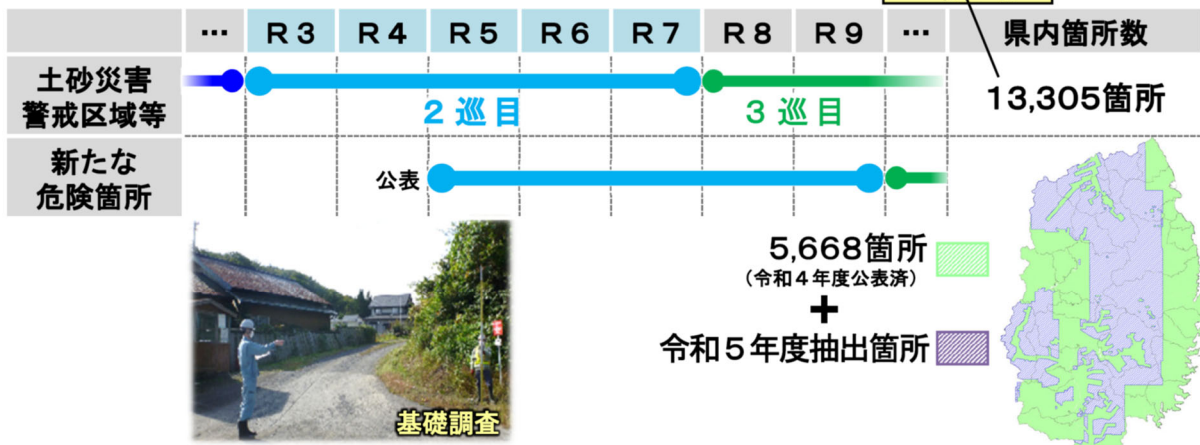 … R3 R4 R5 R6 R7 R8 R9 … 県内箇所数
土砂災害
警戒区域等
2巡目
3巡目
13,305箇所
新たな
危険箇所
公表
5,668箇所
(令和4年度公表済)
+
令和5年度抽出箇所
基礎調査